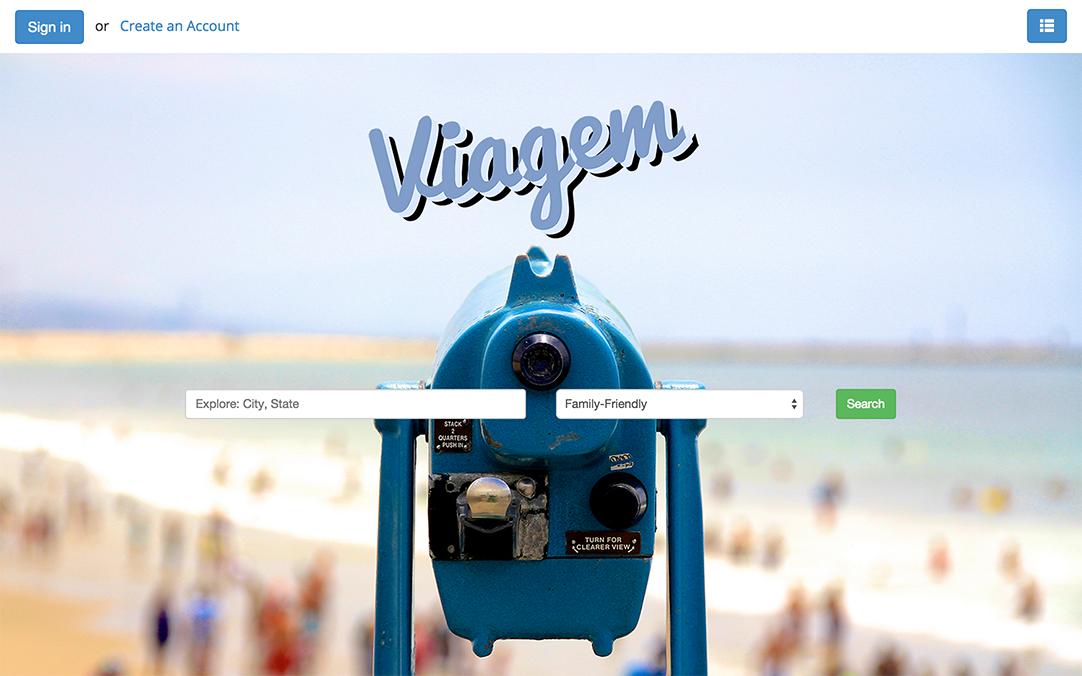 Sign in or Create an Account
Viagem
Explore: City, State
Family-Friendly
Search
STACK
2
QUARTERS
PUSH IN
TURN FOR
CLEARER VIEW